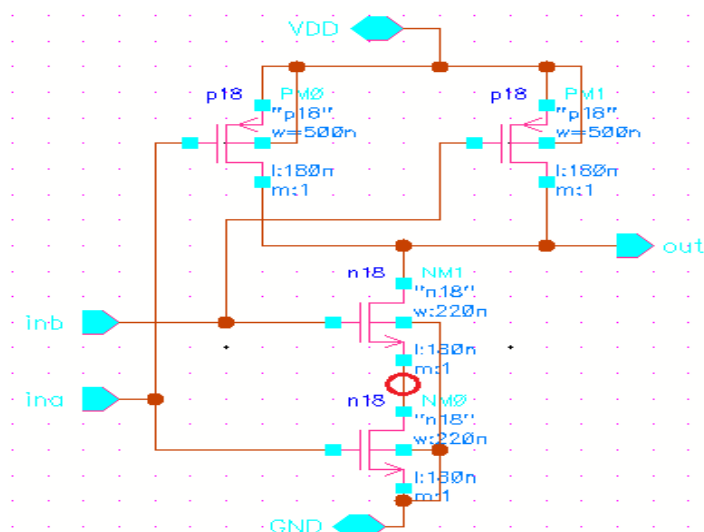 VDD
p18 PM0
"p18"
w=500n
l:180n
m:1
p18 PM1
"p18"
w=500n
l:180n
m:1
out
n18 NM1
"n18"
w:220n
l:180n
m:1
inb
ina
n18 NM0
"n18"
w:220n
l:180n
m:1
GND